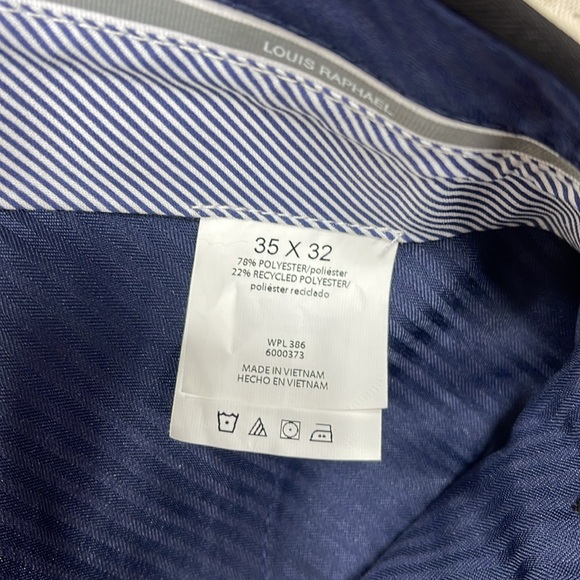 LOUIS RAPHAEL
35 X 32
78% POLYESTER/poliéster
22% RECYCLED POLYESTER/
poliéster reciclado
WPL 386
6000373
MADE IN VIETNAM
HECHO EN VIETNAM